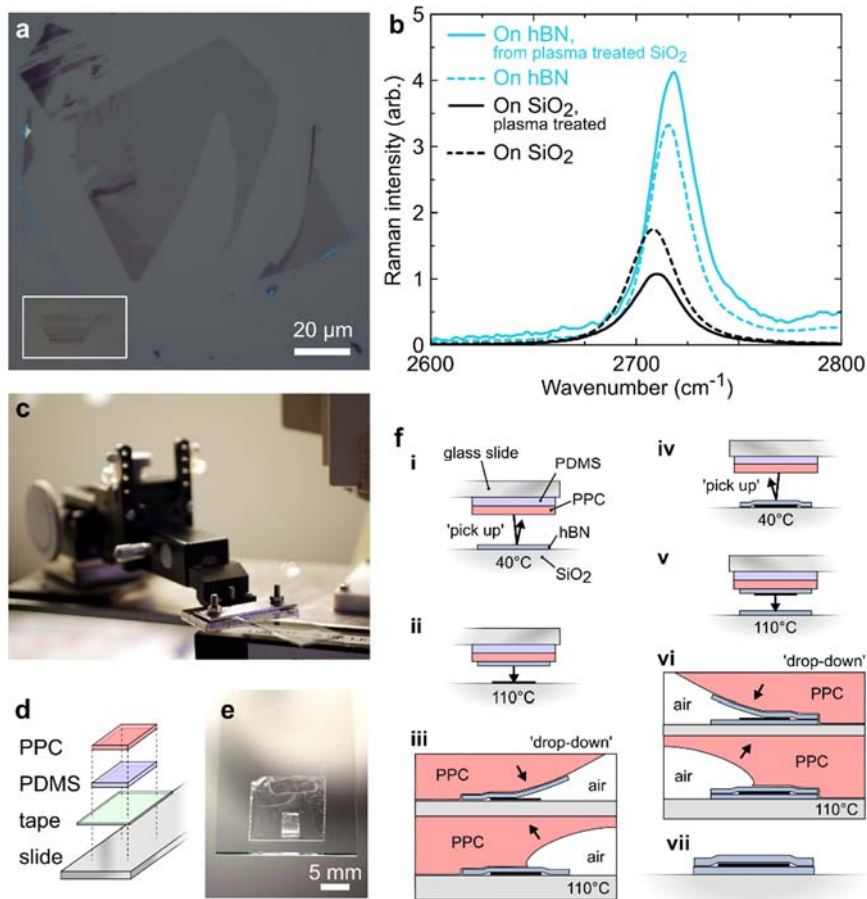 a
20 µm
b
On hBN,
from plasma treated SiO₂
On hBN
On SiO₂,
plasma treated
On SiO₂
Raman intensity (arb.)
5
4
3
2
1
0
2600
2700
2800
Wavenumber (cm⁻¹)
c
d
PPC
PDMS
tape
slide
e
5 mm
f
i
glass slide
PDMS
PPC
'pick up'
hBN
40°C
SiO₂
ii
110°C
iii
'drop-down'
PPC
air
PPC
air
110°C
iv
'pick up'
40°C
v
110°C
vi
'drop-down'
air
PPC
air
PPC
110°C
vii